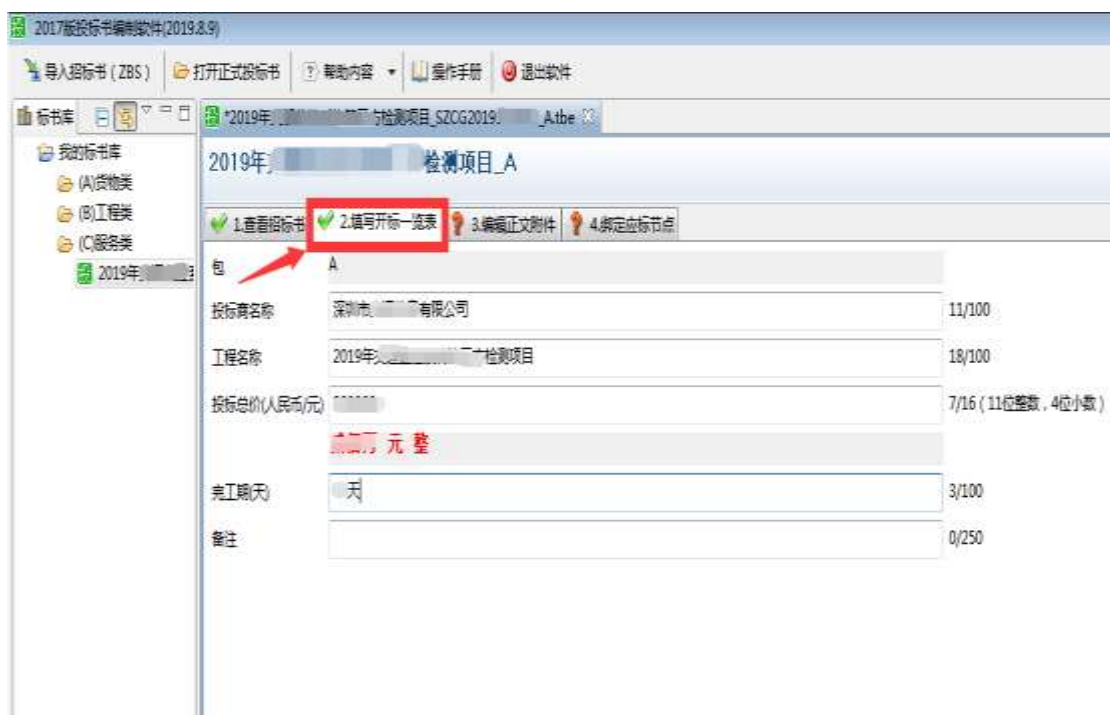 2017版投标书编制软件(2019.8.9)
导入招标书(ZBS) 打开正式投标书 帮助内容 操作手册 退出软件
标书库 *2019年 检测项目_SZCG2019 _A.tbe
我的标书库
(A)货物类
(B)工程类
(C)服务类
2019年
2019年 检测项目_A
1.查看招标书 2.填写开标一览表 3.编辑正文附件 4.绑定应标节点
包 A
投标商名称 深圳市 有限公司 11/100
工程名称 2019年 检测项目 18/100
投标总价(人民币/元) 7/16(11位整数,4位小数)
元 整
完工期(天) 天 3/100
备注 0/250